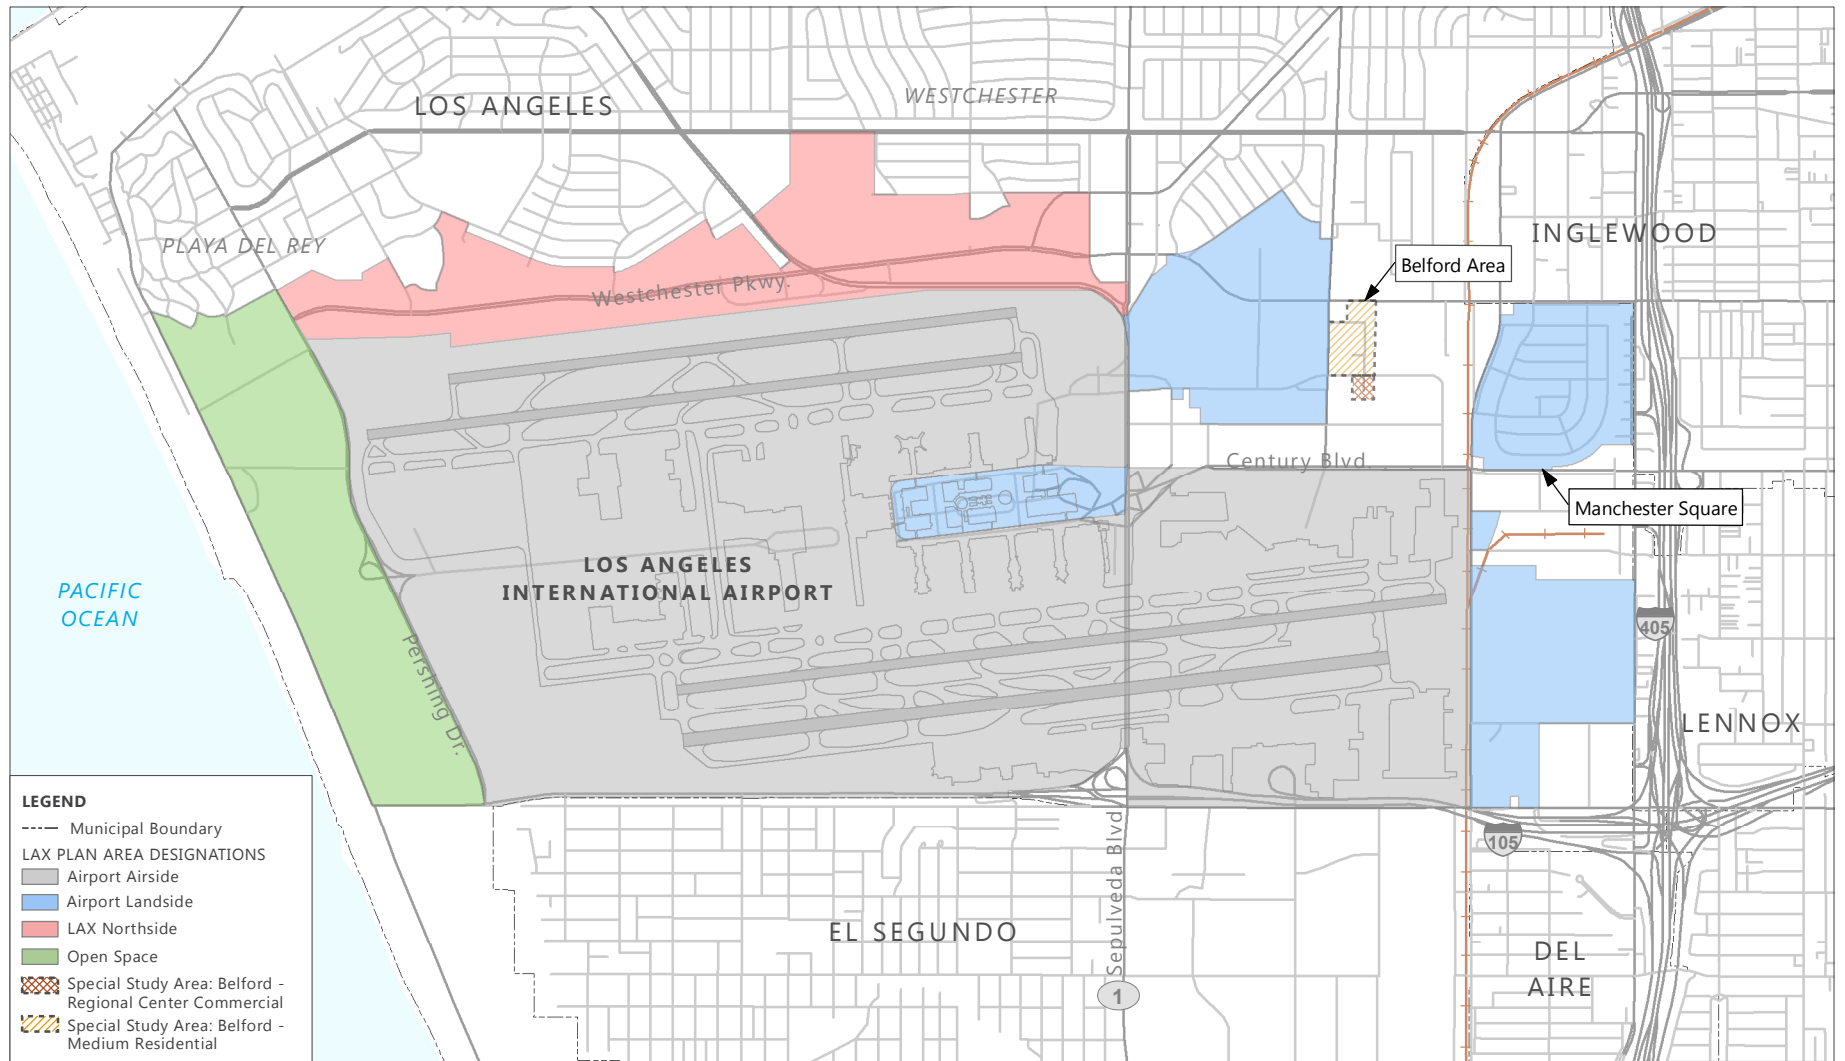 LOS ANGELES
WESTCHESTER
PLAYA DEL REY
INGLEWOOD
Belford Area
Westchester Pkwy.
Century Blvd.
Manchester Square
LOS ANGELES
INTERNATIONAL AIRPORT
PACIFIC
OCEAN
405
Pershing Dr.
LENNOX
105
Sepulveda Blvd
EL SEGUNDO
DEL
AIRE
1
LEGEND
Municipal Boundary
LAX PLAN AREA DESIGNATIONS
Airport Airside
Airport Landside
LAX Northside
Open Space
Special Study Area: Belford -
Regional Center Commercial
Special Study Area: Belford -
Medium Residential